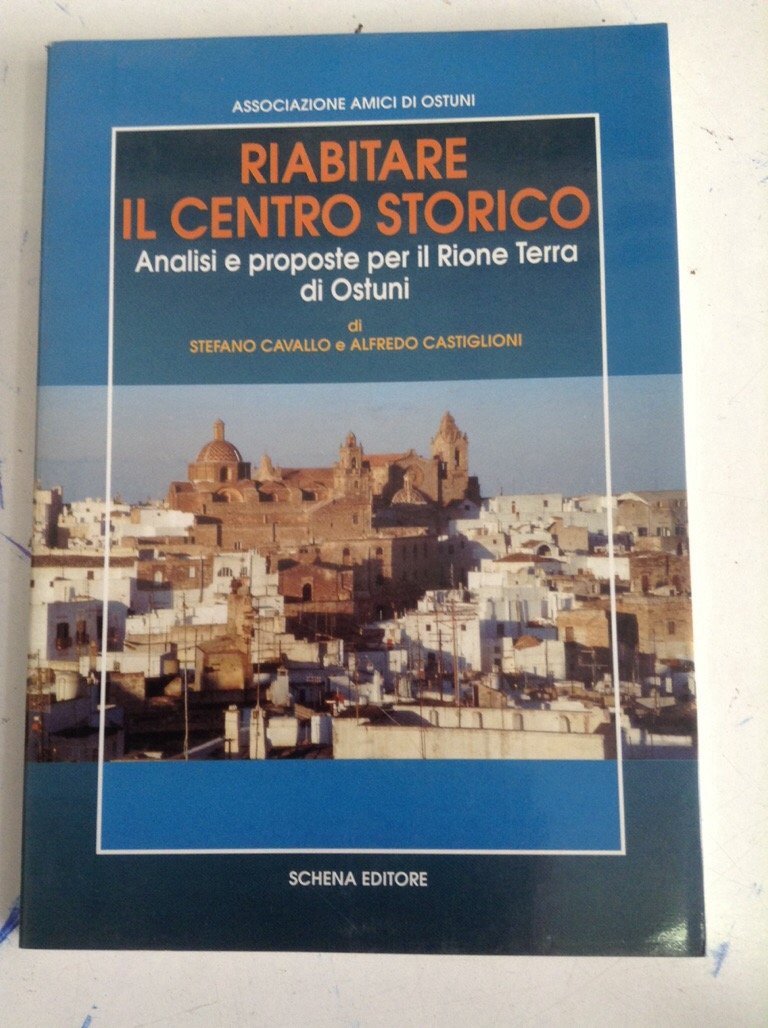 ASSOCIAZIONE AMICI DI OSTUNI
RIABITARE
IL CENTRO STORICO
Analisi e proposte per il Rione Terra
di Ostuni
di
STEFANO CAVALLO e ALFREDO CASTIGLIONI
SCHENA EDITORE